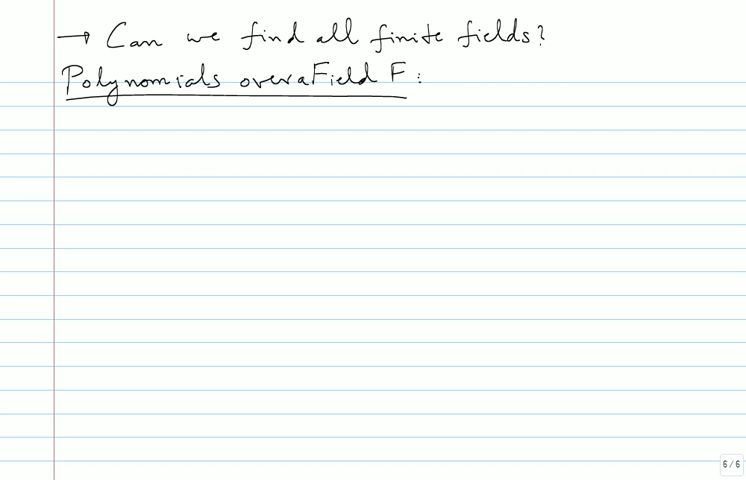 → Can we find all finite fields?
Polynomials over a Field F :
6 / 6